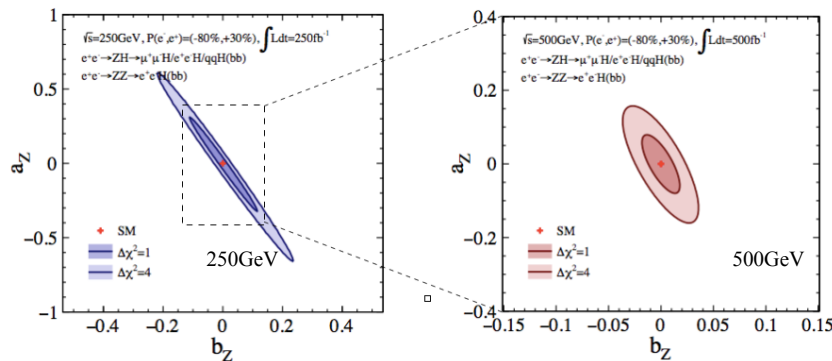 √s=250GeV, P(e⁻,e⁺)=(-80%,+30%), ∫Ldt=250fb⁻¹
e⁺e⁻→ZH→μ⁺μ⁻H/e⁺e⁻H/qqH(bb)
e⁺e⁻→ZZ→e⁺e⁻H(bb)
1
0.5
0
−0.5
−1
a_Z
SM
Δχ²=1
Δχ²=4
250GeV
−0.4 −0.2 0 0.2 0.4
b_Z
√s=500GeV, P(e⁻,e⁺)=(-80%,+30%), ∫Ldt=500fb⁻¹
e⁺e⁻→ZH→μ⁺μ⁻H/e⁺e⁻H/qqH(bb)
e⁺e⁻→ZZ→e⁺e⁻H(bb)
0.4
0.2
0
−0.2
−0.4
a_Z
SM
Δχ²=1
Δχ²=4
500GeV
−0.15 −0.1 −0.05 0 0.05 0.1 0.15
b_Z